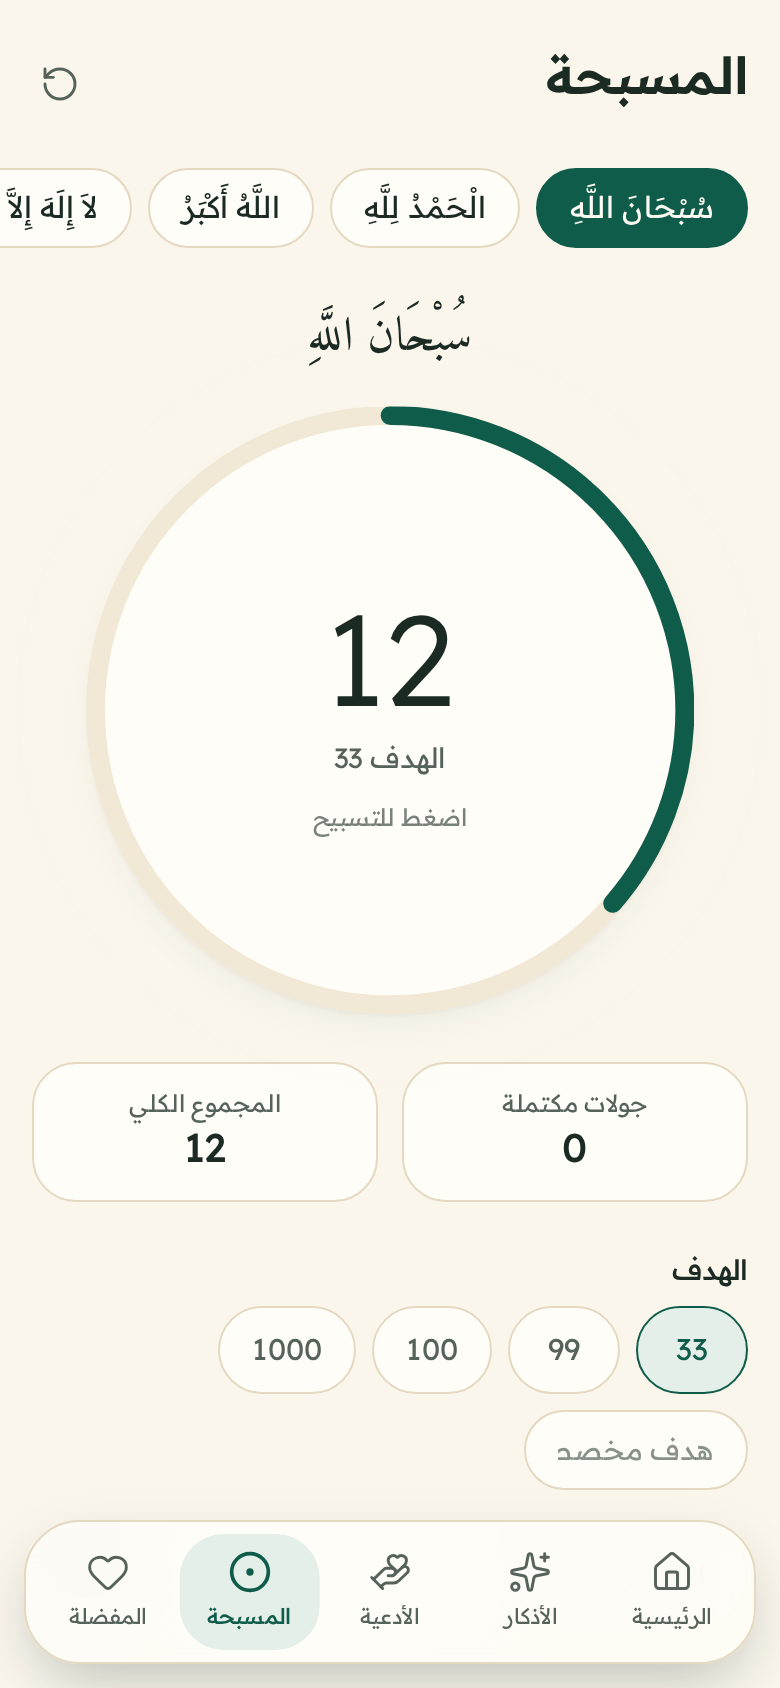 المسبحة
سُبْحَانَ اللَّهِ
الْحَمْدُ لِلَّهِ
اللَّهُ أَكْبَرُ
لاَ إِلَهَ إِلاَّ
سُبْحَانَ اللَّهِ
12
الهدف 33
اضغط للتسبيح
جولات مكتملة
0
المجموع الكلي
12
الهدف
33
99
100
1000
هدف مخصد
الرئيسية
الأذكار
الأدعية
المسبحة
المفضلة